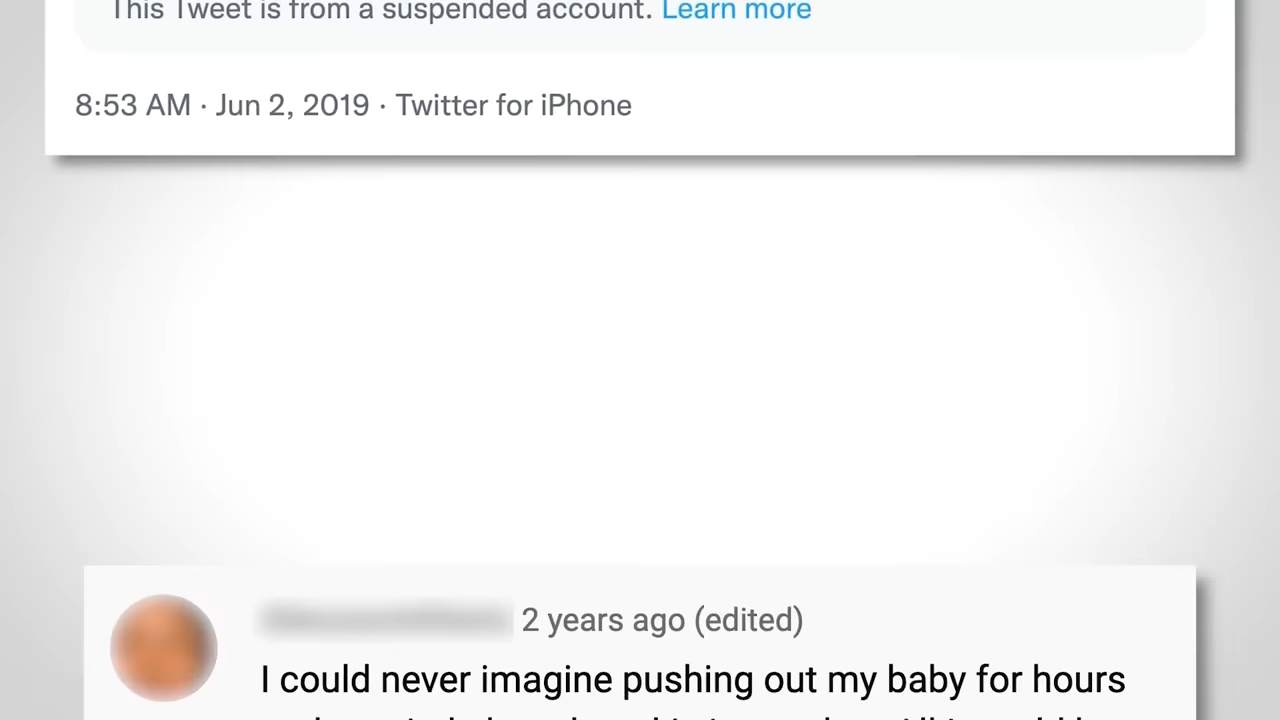 This Tweet is from a suspended account. Learn more
8:53 AM · Jun 2, 2019 · Twitter for iPhone
2 years ago (edited)
I could never imagine pushing out my baby for hours